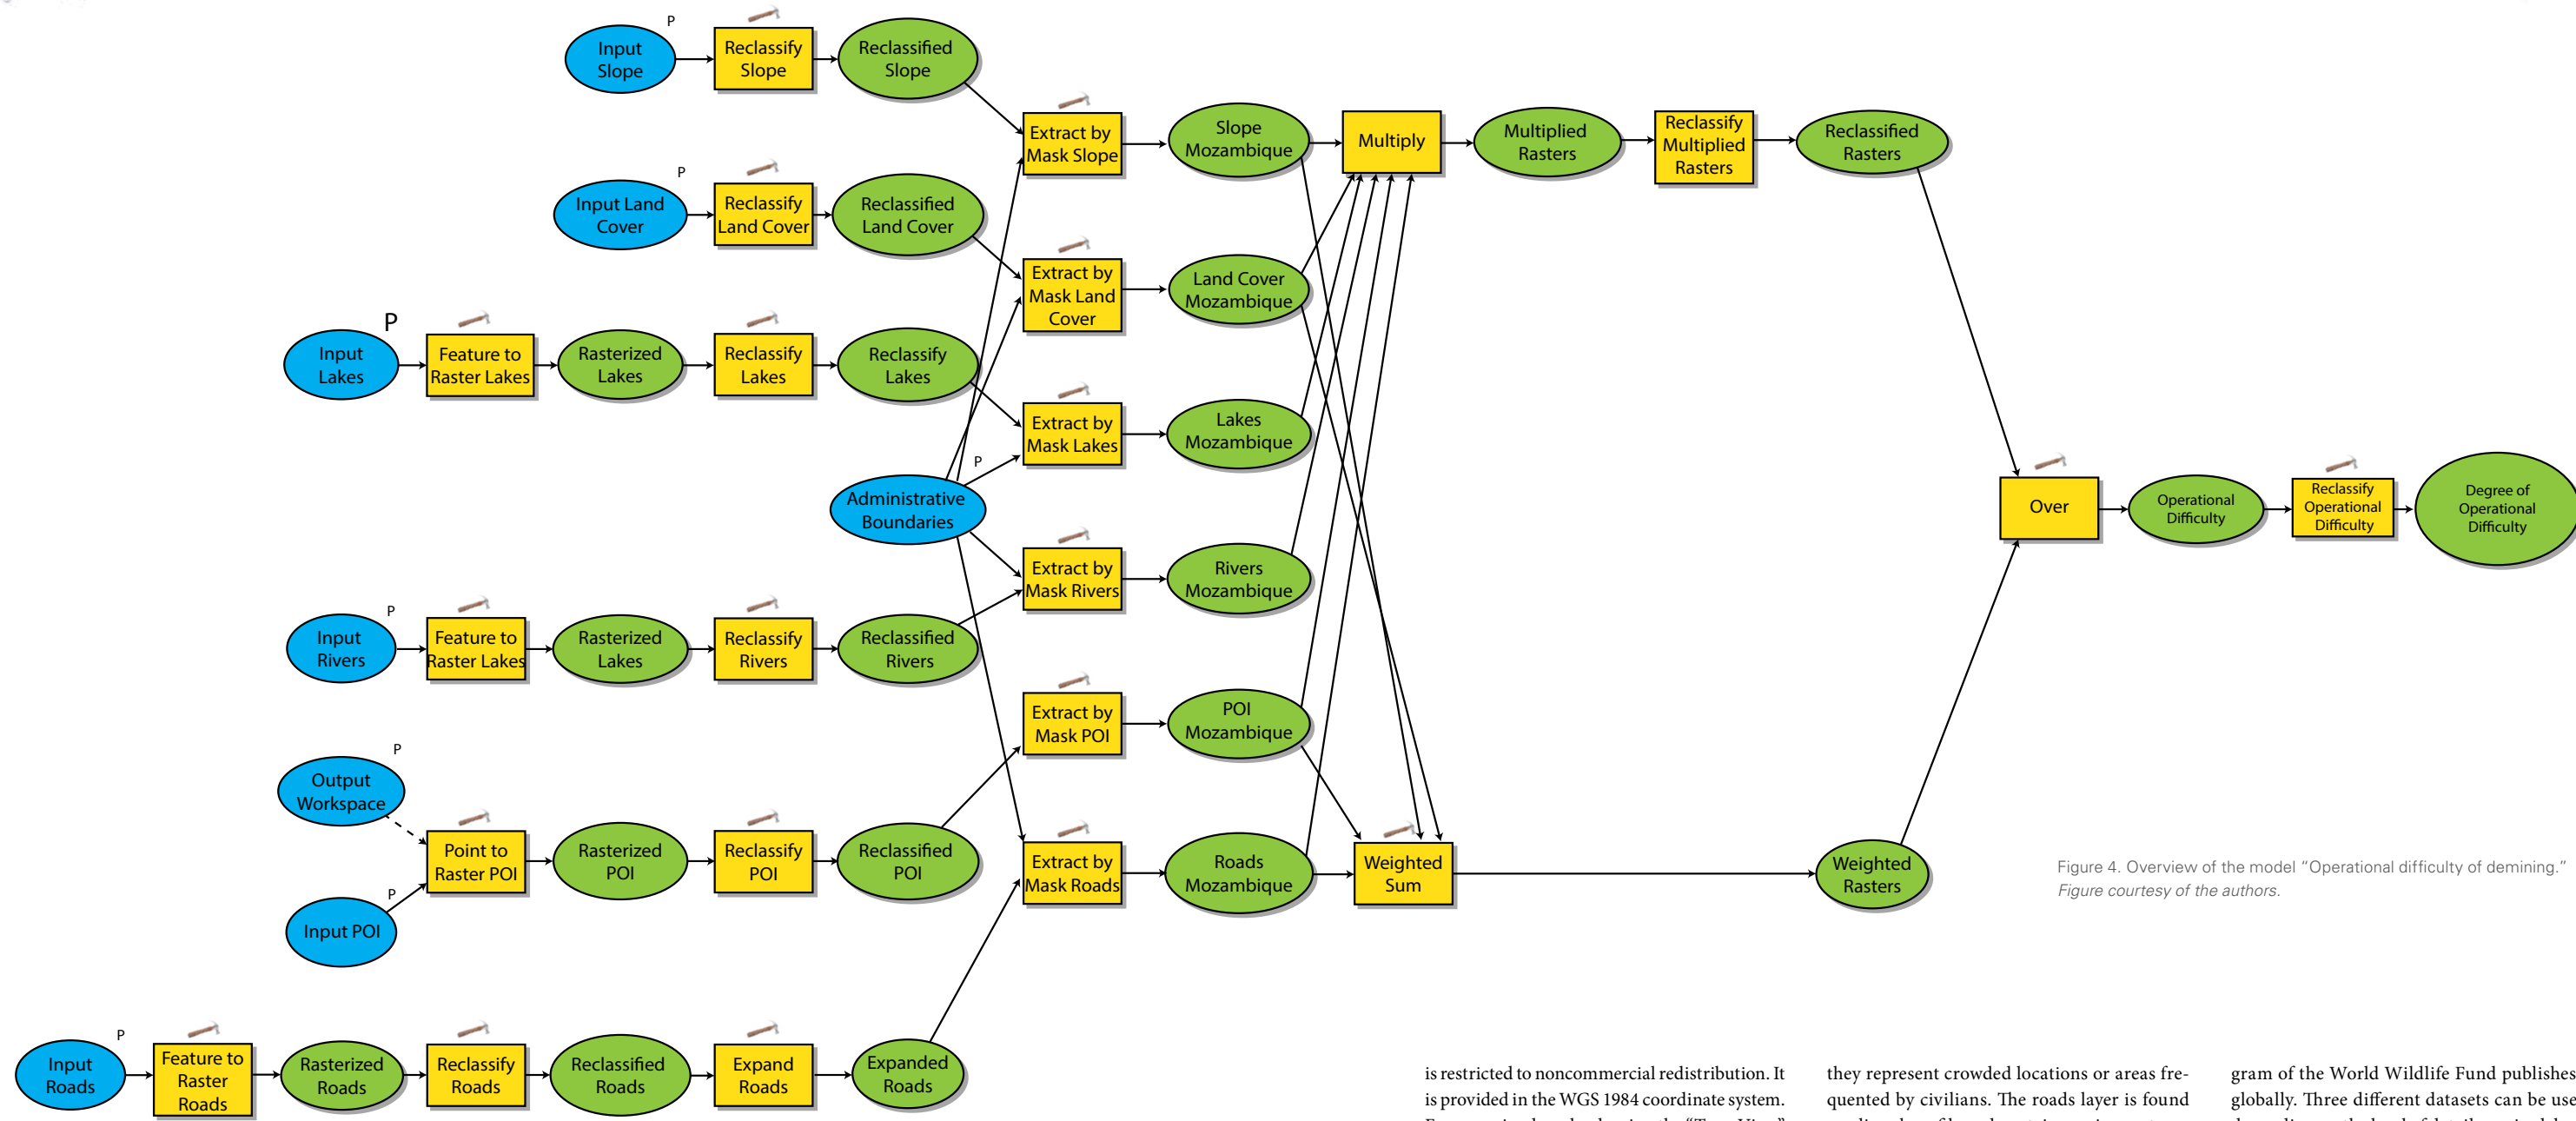 P
Input
Slope
Reclassify
Slope
Reclassified
Slope
P
Input Land
Cover
Reclassify
Land Cover
Reclassified
Land Cover
P
Input
Lakes
Feature to
Raster Lakes
Rasterized
Lakes
Reclassify
Lakes
Reclassify
Lakes
P
Administrative
Boundaries
P
Input
Rivers
Feature to
Raster Lakes
Rasterized
Lakes
Reclassify
Rivers
Reclassified
Rivers
P
Output
Workspace
P
Input POI
Point to
Raster POI
Rasterized
POI
Reclassify
POI
Reclassified
POI
P
Input
Roads
Feature to
Raster
Roads
Rasterized
Roads
Reclassify
Roads
Reclassified
Roads
Expand
Roads
Expanded
Roads
Extract by
Mask Slope
Slope
Mozambique
Extract by
Mask Land
Cover
Land Cover
Mozambique
Extract by
Mask Lakes
Lakes
Mozambique
Extract by
Mask Rivers
Rivers
Mozambique
Extract by
Mask POI
POI
Mozambique
Extract by
Mask Roads
Roads
Mozambique
Multiply
Multiplied
Rasters
Reclassify
Multiplied
Rasters
Reclassified
Rasters
Weighted
Sum
Weighted
Rasters
Over
Operational
Difficulty
Reclassify
Operational
Difficulty
Degree of
Operational
Difficulty
Figure 4. Overview of the model “Operational difficulty of demining.”
Figure courtesy of the authors.
is restricted to noncommercial redistribution. It
is provided in the WGS 1984 coordinate system.
they represent crowded locations or areas fre-
quented by civilians. The roads layer is found
gram of the World Wildlife Fund publishes
globally. Three different datasets can be use